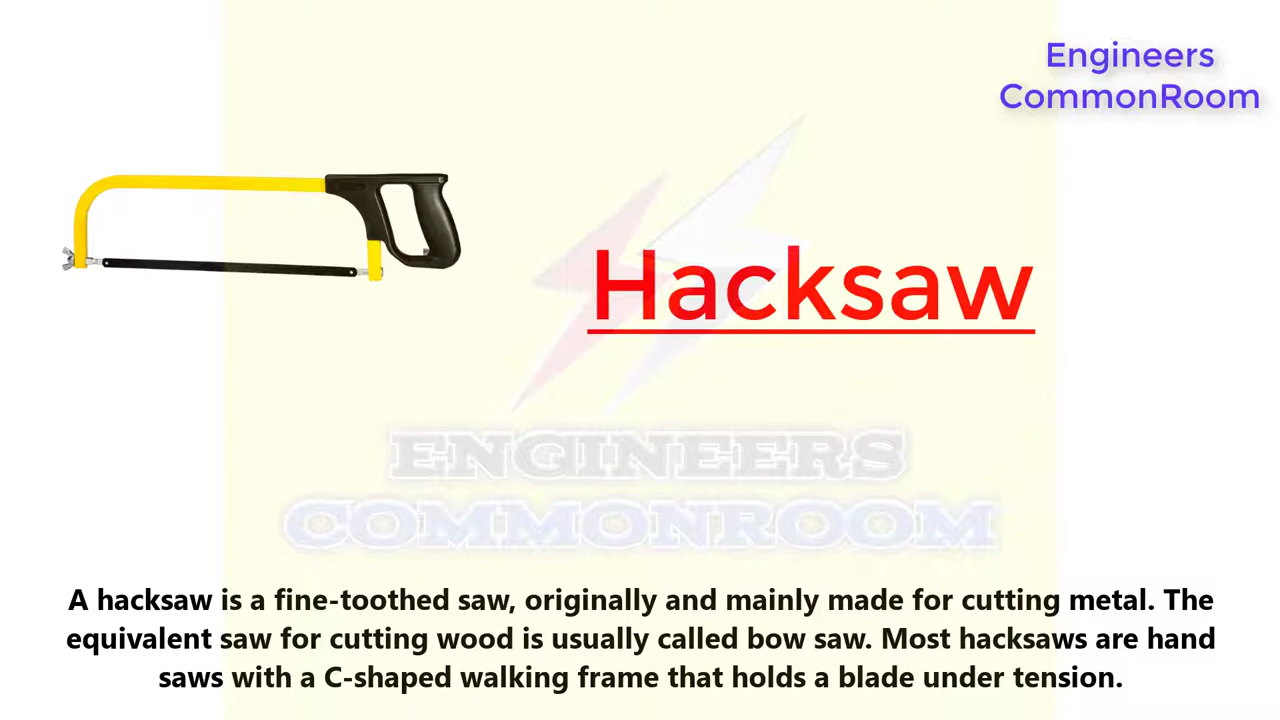 Engineers
CommonRoom
Hacksaw
ENGINEERS
COMMONROOM
A hacksaw is a fine-toothed saw, originally and mainly made for cutting metal. The
equivalent saw for cutting wood is usually called bow saw. Most hacksaws are hand
saws with a C-shaped walking frame that holds a blade under tension.